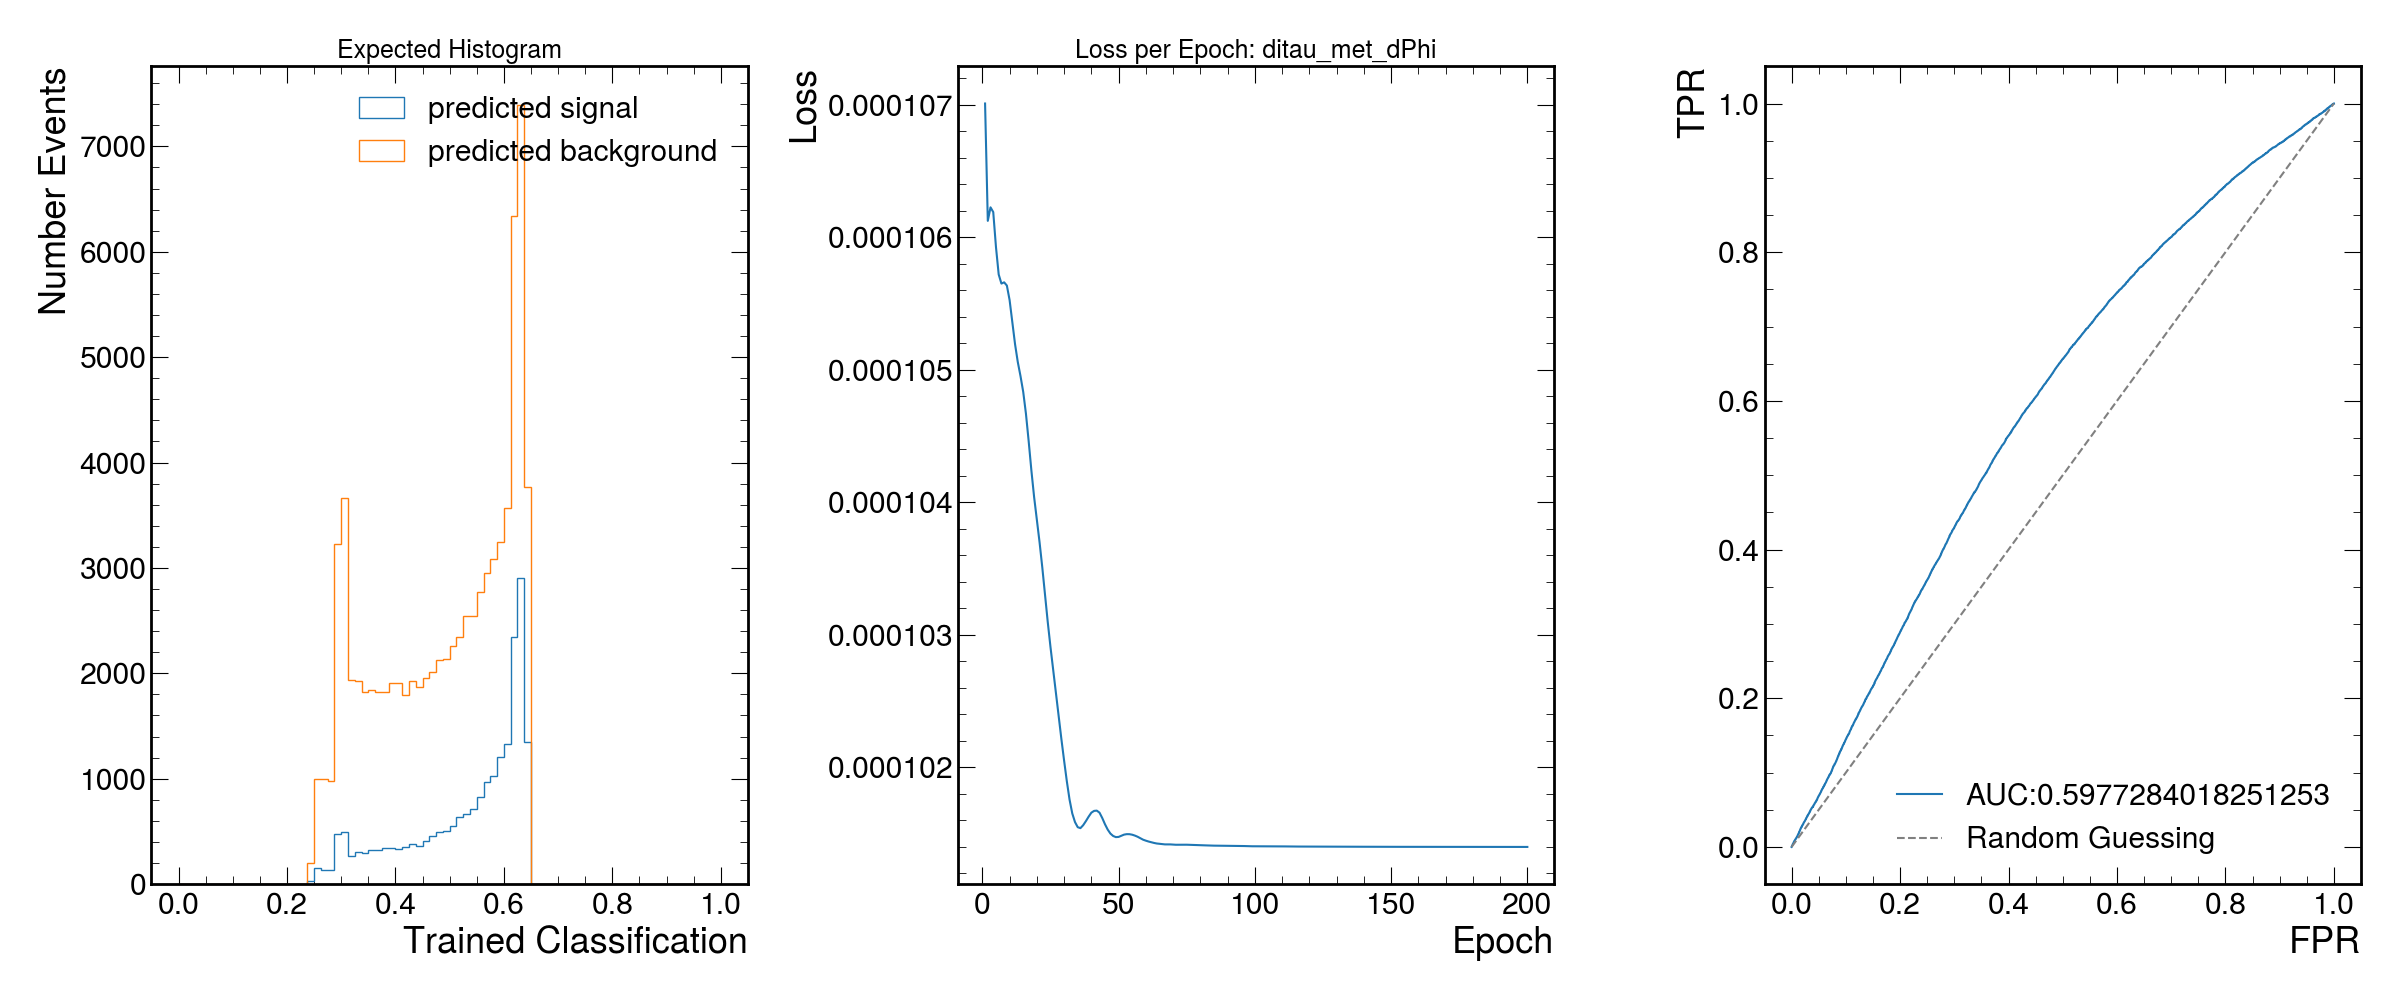 Expected Histogram
Number Events
predicted signal
predicted background
7000
6000
5000
4000
3000
2000
1000
0
0.0 0.2 0.4 0.6 0.8 1.0
Trained Classification
Loss per Epoch: ditau_met_dPhi
Loss
0.000107
0.000106
0.000105
0.000104
0.000103
0.000102
0 50 100 150 200
Epoch
TPR
1.0
0.8
0.6
0.4
0.2
0.0
AUC:0.5977284018251253
Random Guessing
0.0 0.2 0.4 0.6 0.8 1.0
FPR